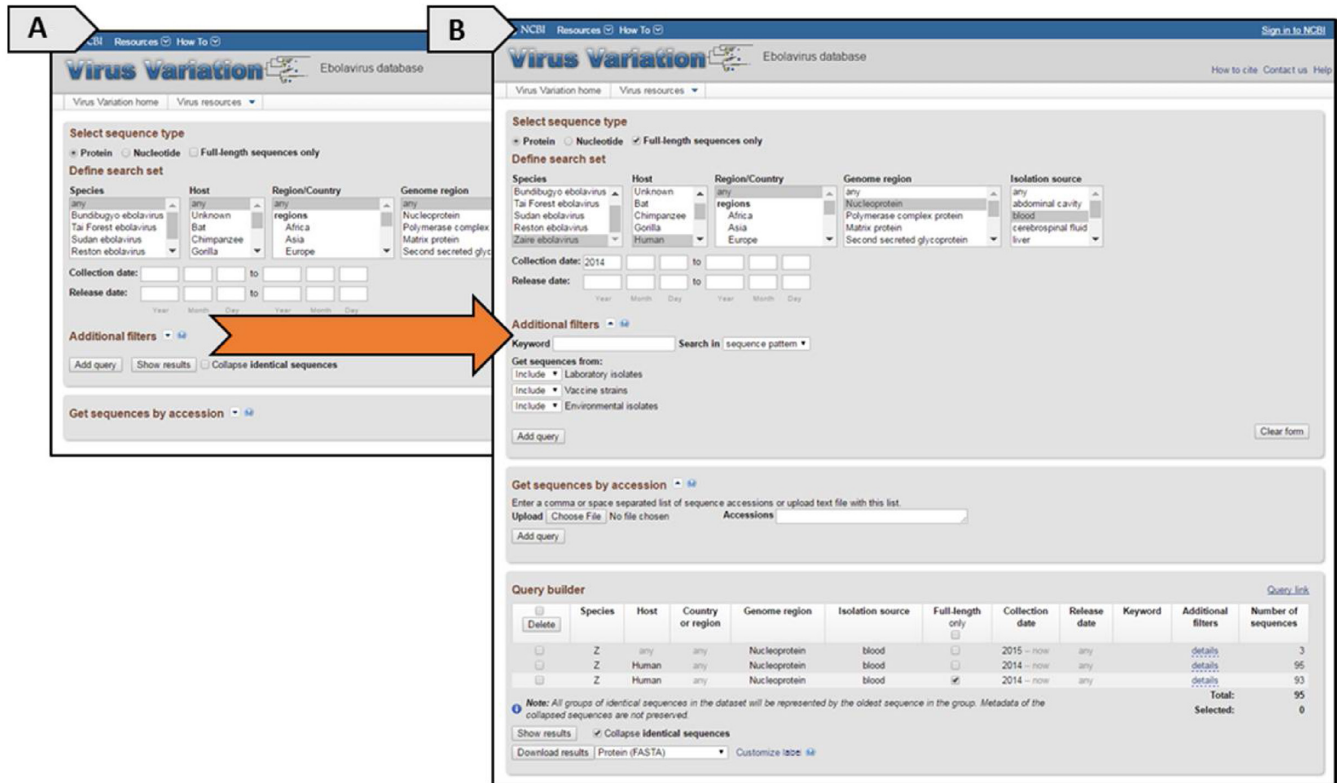 A
CBI Resources How To
Virus Variation Ebolavirus database
Virus Variation home Virus resources
Select sequence type
Protein Nucleotide Full-length sequences only
Define search set
Species Host Region/Country Genome region
any any any any
Bundibugyo ebolavirus Unknown regions Nucleoprotein
Tai Forest ebolavirus Bat Africa Polymerase complex
Sudan ebolavirus Chimpanzee Asia Matrix protein
Reston ebolavirus Gorilla Europe Second secreted glyc
Collection date: to
Release date: to
Year Month Day Year Month Day
Additional filters
Add query Show results Collapse identical sequences
Get sequences by accession
B
NCBI Resources How To Sign in to NCBI
Virus Variation Ebolavirus database
How to cite Contact us Help
Virus Variation home Virus resources
Select sequence type
Protein Nucleotide Full-length sequences only
Define search set
Species Host Region/Country Genome region Isolation source
Bundibugyo ebolavirus Unknown any any any
Tai Forest ebolavirus Bat regions Nucleoprotein abdominal cavity
Sudan ebolavirus Chimpanzee Africa Polymerase complex protein blood
Reston ebolavirus Gorilla Asia Matrix protein cerebrospinal fluid
Zaire ebolavirus Human Europe Second secreted glycoprotein liver
Collection date: 2014 to
Release date: to
Year Month Day Year Month Day
Additional filters
Keyword Search in sequence pattern
Get sequences from:
Include Laboratory isolates
Include Vaccine strains
Include Environmental isolates
Add query Clear form
Get sequences by accession
Enter a comma or space separated list of sequence accessions or upload text file with this list.
Upload Choose File No file chosen Accessions
Add query
Query builder Query link
Delete Species Host Country or region Genome region Isolation source Full-length only Collection date Release date Keyword Additional filters Number of sequences
Z any any Nucleoprotein blood 2015 – now any details 3
Z Human any Nucleoprotein blood 2014 – now any details 95
Z Human any Nucleoprotein blood 2014 – now any details 93
Total: 95
Note: All groups of identical sequences in the dataset will be represented by the oldest sequence in the group. Metadata of the
collapsed sequences are not preserved.
Selected: 0
Show results Collapse identical sequences
Download results Protein (FASTA) Customize label